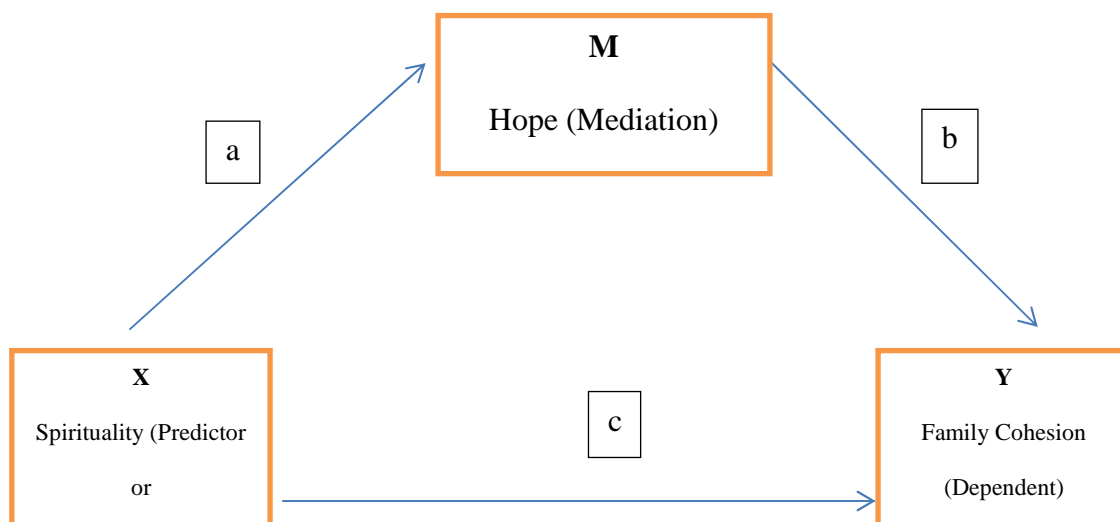 M
Hope (Mediation)
a
b
X
Spirituality (Predictor
or
c
Y
Family Cohesion
(Dependent)